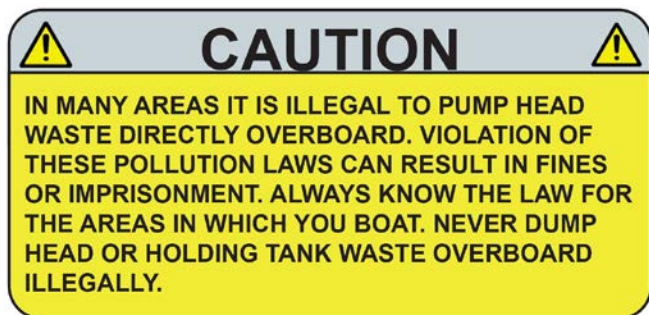 CAUTION
IN MANY AREAS IT IS ILLEGAL TO PUMP HEAD
WASTE DIRECTLY OVERBOARD. VIOLATION OF
THESE POLLUTION LAWS CAN RESULT IN FINES
OR IMPRISONMENT. ALWAYS KNOW THE LAW FOR
THE AREAS IN WHICH YOU BOAT. NEVER DUMP
HEAD OR HOLDING TANK WASTE OVERBOARD
ILLEGALLY.